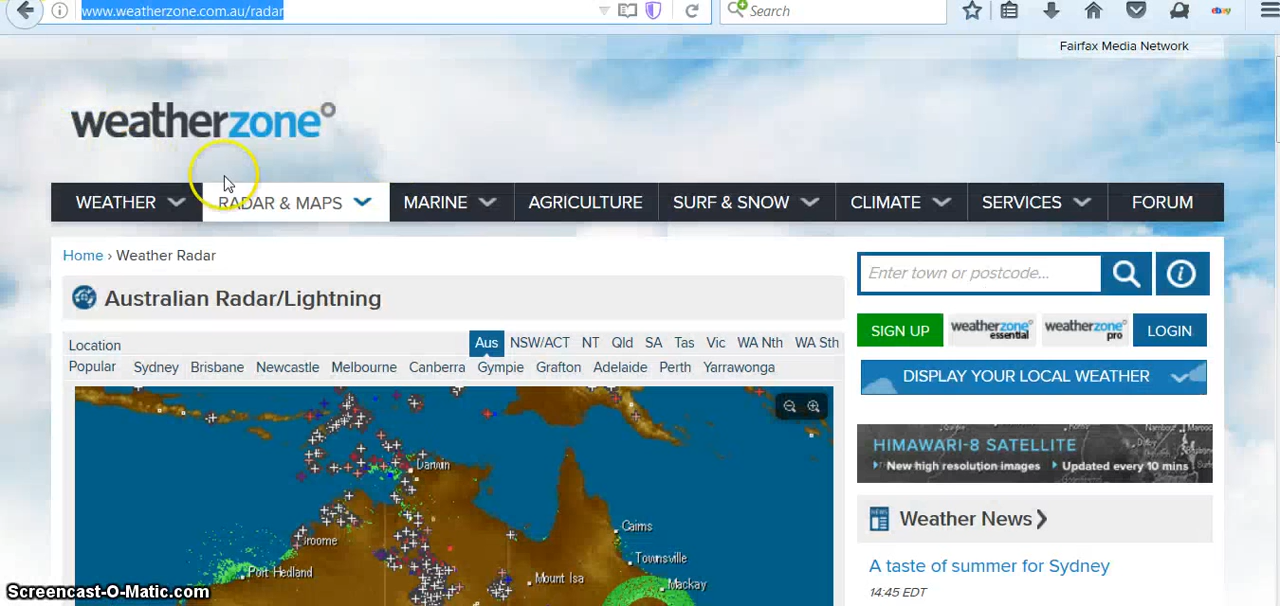 www.weatherzone.com.au/radar
Search
ebay
Fairfax Media Network
weatherzone°
WEATHER
RADAR & MAPS
MARINE
AGRICULTURE
SURF & SNOW
CLIMATE
SERVICES
FORUM
Home › Weather Radar
Enter town or postcode...
Australian Radar/Lightning
SIGN UP
weatherzone° essential
weatherzone° pro
LOGIN
Location
Aus NSW/ACT NT Qld SA Tas Vic WA Nth WA Sth
Popular Sydney Brisbane Newcastle Melbourne Canberra Gympie Grafton Adelaide Perth Yarrawonga
DISPLAY YOUR LOCAL WEATHER
HIMAWARI-8 SATELLITE
New high resolution images Updated every 10 mins
Darwin
Cairns
Broome
Townsville
Port Hedland
Mount Isa
Mackay
Weather News
NEWS
A taste of summer for Sydney
14:45 EDT
Screencast-O-Matic.com